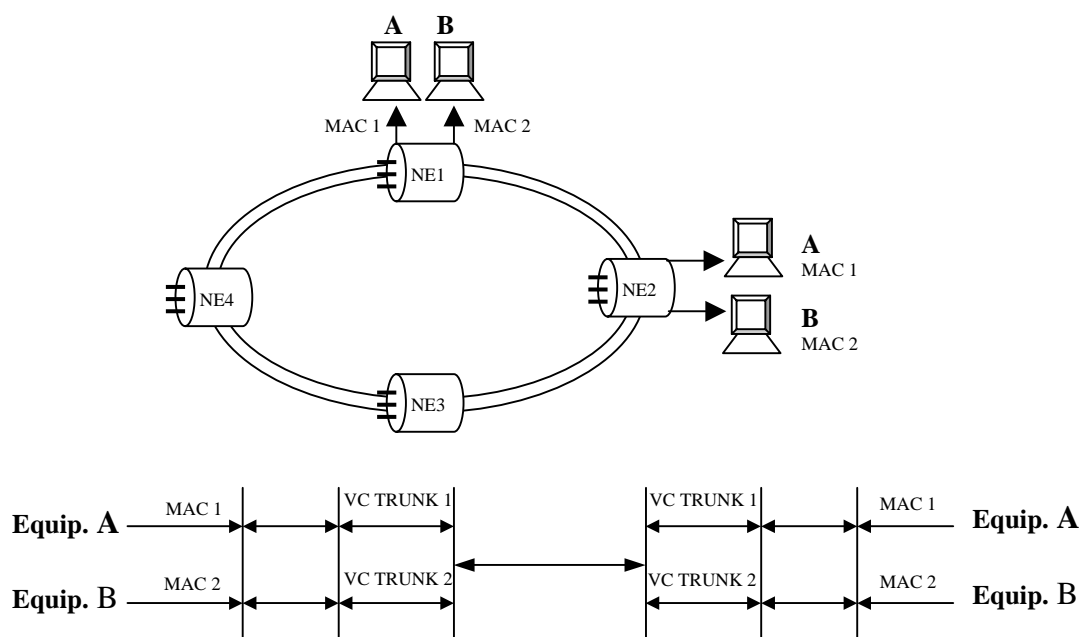 A B
MAC 1 MAC 2
NE1
A
MAC 1
NE2
NE4
B
MAC 2
NE3
MAC 1 VC TRUNK 1 VC TRUNK 1 MAC 1
Equip. A Equip. A
MAC 2 VC TRUNK 2 VC TRUNK 2 MAC 2
Equip. B Equip. B